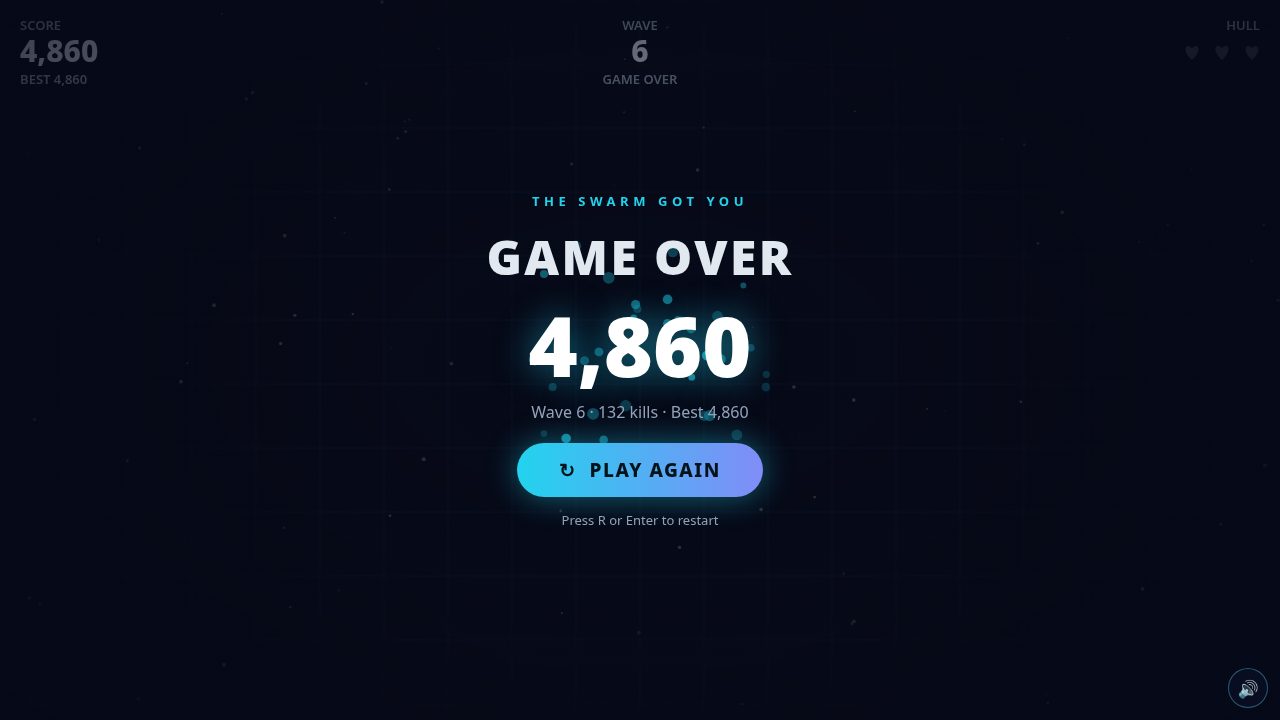 SCORE
4,860
BEST 4,860
WAVE
6
GAME OVER
HULL
THE SWARM GOT YOU
GAME OVER
4,860
Wave 6 · 132 kills · Best 4,860
↻ PLAY AGAIN
Press R or Enter to restart